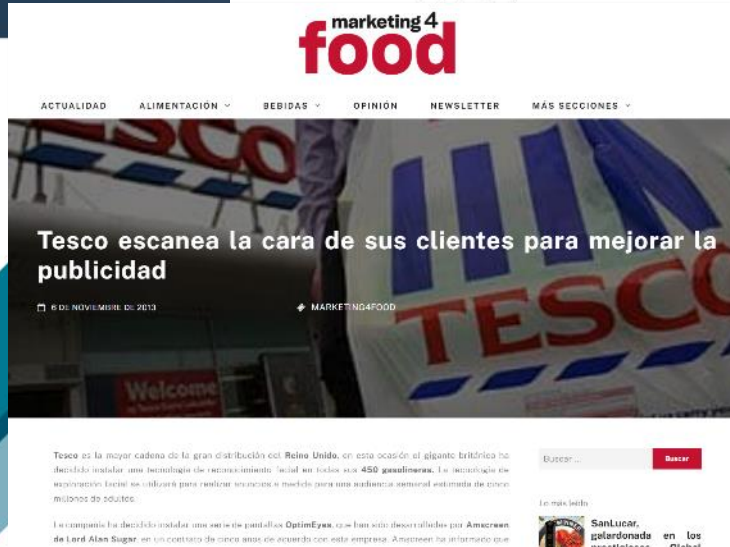 marketing 4
food
ACTUALIDAD ALIMENTACIÓN BEBIDAS OPINIÓN NEWSLETTER MÁS SECCIONES
TESCO
Tesco escanea la cara de sus clientes para mejorar la
publicidad
6 DE NOVIEMBRE DE 2013 MARKETING4FOOD
TESCO
Welcome
Tesco es la mayor cadena de la gran distribución del Reino Unido, en esta ocasión el gigante británico ha
decidido instalar una tecnología de reconocimiento facial en todas sus 450 gasolineras. La tecnología de
exploración facial se utilizará para realizar anuncios a medida para una audiencia semanal estimada de cinco
millones de adultos.
Buscar ... Buscar
La compañía ha decidido instalar una serie de pantallas OptimEyes, que han sido desarrolladas por Amscreen
de Lord Alan Sugar, en un contrato de cinco años de acuerdo con esta empresa. Amscreen ha informado que
Lo más leído
SanLucar,
galardonada en los
prestigiosos Global